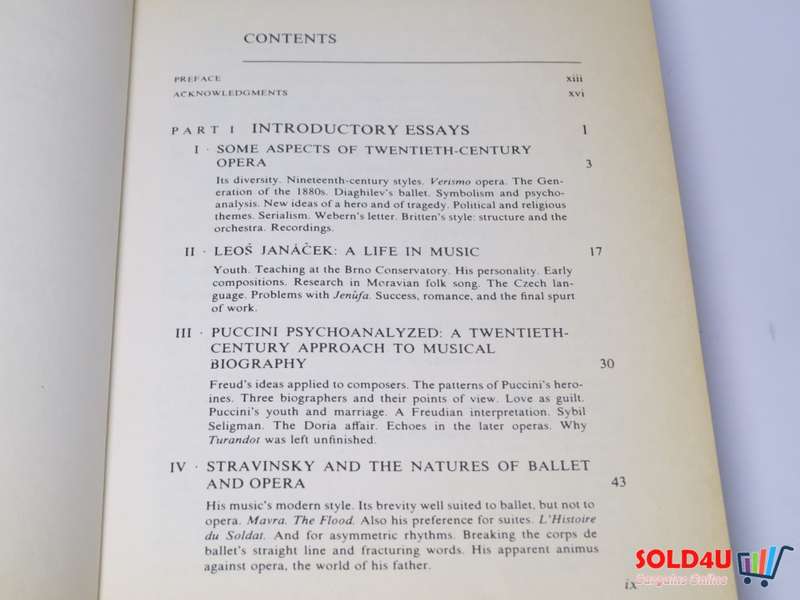 CONTENTS
PREFACE xiii
ACKNOWLEDGMENTS xvi
PART I INTRODUCTORY ESSAYS 1
I · SOME ASPECTS OF TWENTIETH-CENTURY
OPERA 3
Its diversity. Nineteenth-century styles. Verismo opera. The Gen-
eration of the 1880s. Diaghilev's ballet. Symbolism and psycho-
analysis. New ideas of a hero and of tragedy. Political and religious
themes. Serialism. Webern's letter. Britten's style: structure and the
orchestra. Recordings.
II · LEOŠ JANÁČEK: A LIFE IN MUSIC 17
Youth. Teaching at the Brno Conservatory. His personality. Early
compositions. Research in Moravian folk song. The Czech lan-
guage. Problems with Jenůfa. Success, romance, and the final spurt
of work.
III · PUCCINI PSYCHOANALYZED: A TWENTIETH-
CENTURY APPROACH TO MUSICAL
BIOGRAPHY 30
Freud's ideas applied to composers. The patterns of Puccini's hero-
ines. Three biographers and their points of view. Love as guilt.
Puccini's youth and marriage. A Freudian interpretation. Sybil
Seligman. The Doria affair. Echoes in the later operas. Why
Turandot was left unfinished.
IV · STRAVINSKY AND THE NATURES OF BALLET
AND OPERA 43
His music's modern style. Its brevity well suited to ballet, but not to
opera. Mavra. The Flood. Also his preference for suites. L'Histoire
du Soldat. And for asymmetric rhythms. Breaking the corps de
ballet's straight line and fracturing words. His apparent animus
against opera, the world of his father.
ix
SOLD4U
Bargains Online